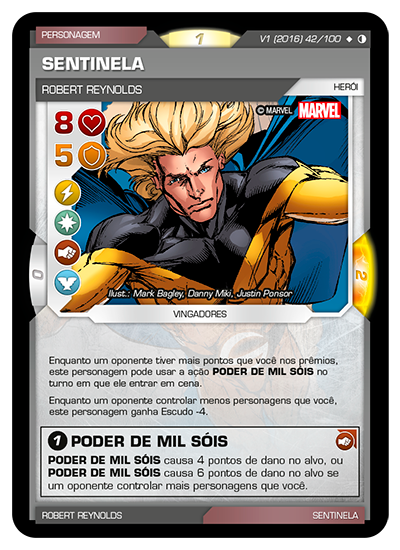 PERSONAGEM
1
V1 (2016) 42/100
SENTINELA
ROBERT REYNOLDS
HERÓI
© MARVEL
MARVEL
8
5
0
2
Ilust.: Mark Bagley, Danny Miki, Justin Ponsor
VINGADORES
Enquanto um oponente tiver mais pontos que você nos prêmios,
este personagem pode usar a ação PODER DE MIL SÓIS no
turno em que ele entrar em cena.
Enquanto um oponente controlar menos personagens que você,
este personagem ganha Escudo -4.
1 PODER DE MIL SÓIS
PODER DE MIL SÓIS causa 4 pontos de dano no alvo, ou
PODER DE MIL SÓIS causa 6 pontos de dano no alvo se
um oponente controlar mais personagens que você.
ROBERT REYNOLDS
SENTINELA